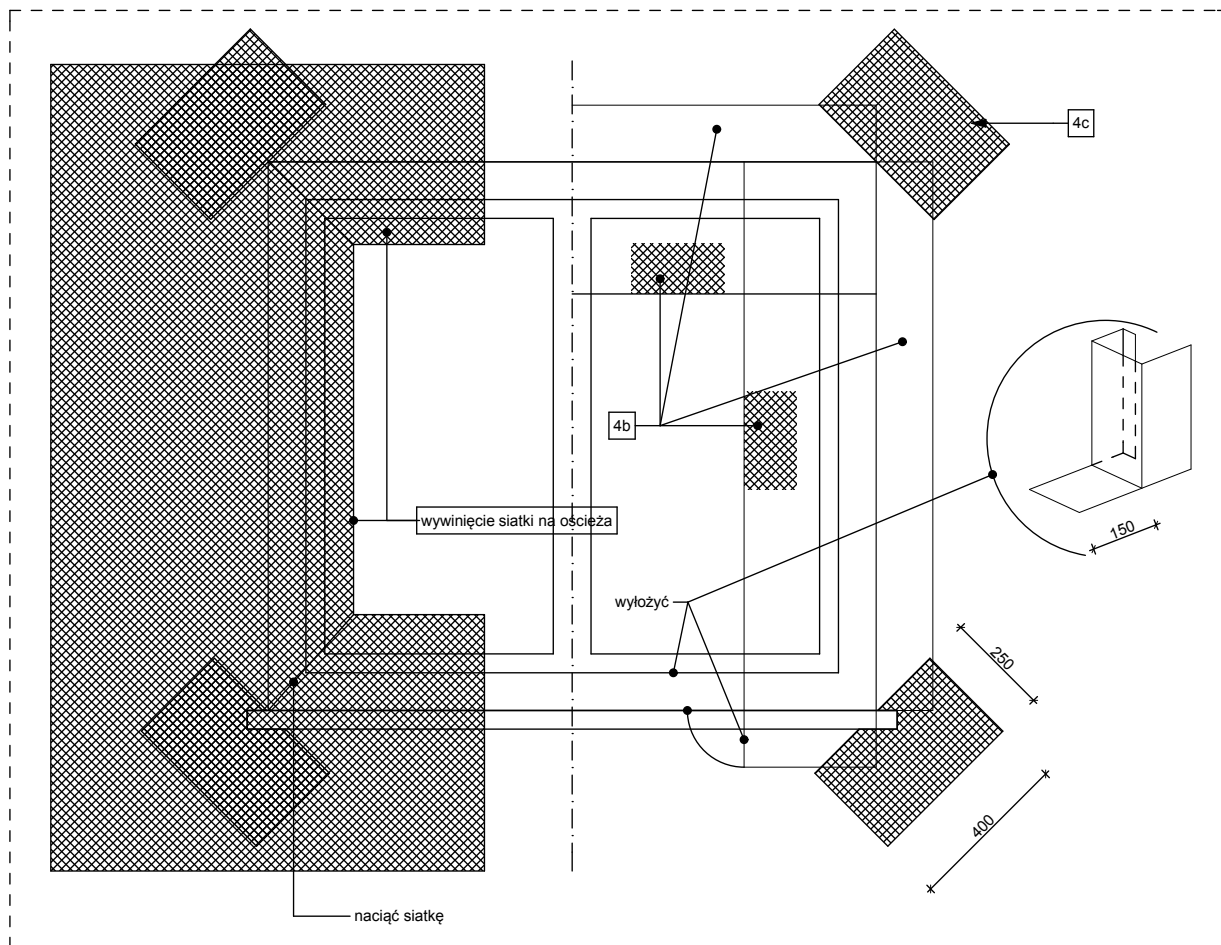 4c
4b
wywinięcie siatki na ościeża
150
wyłożyć
250
400
naciąć siatkę